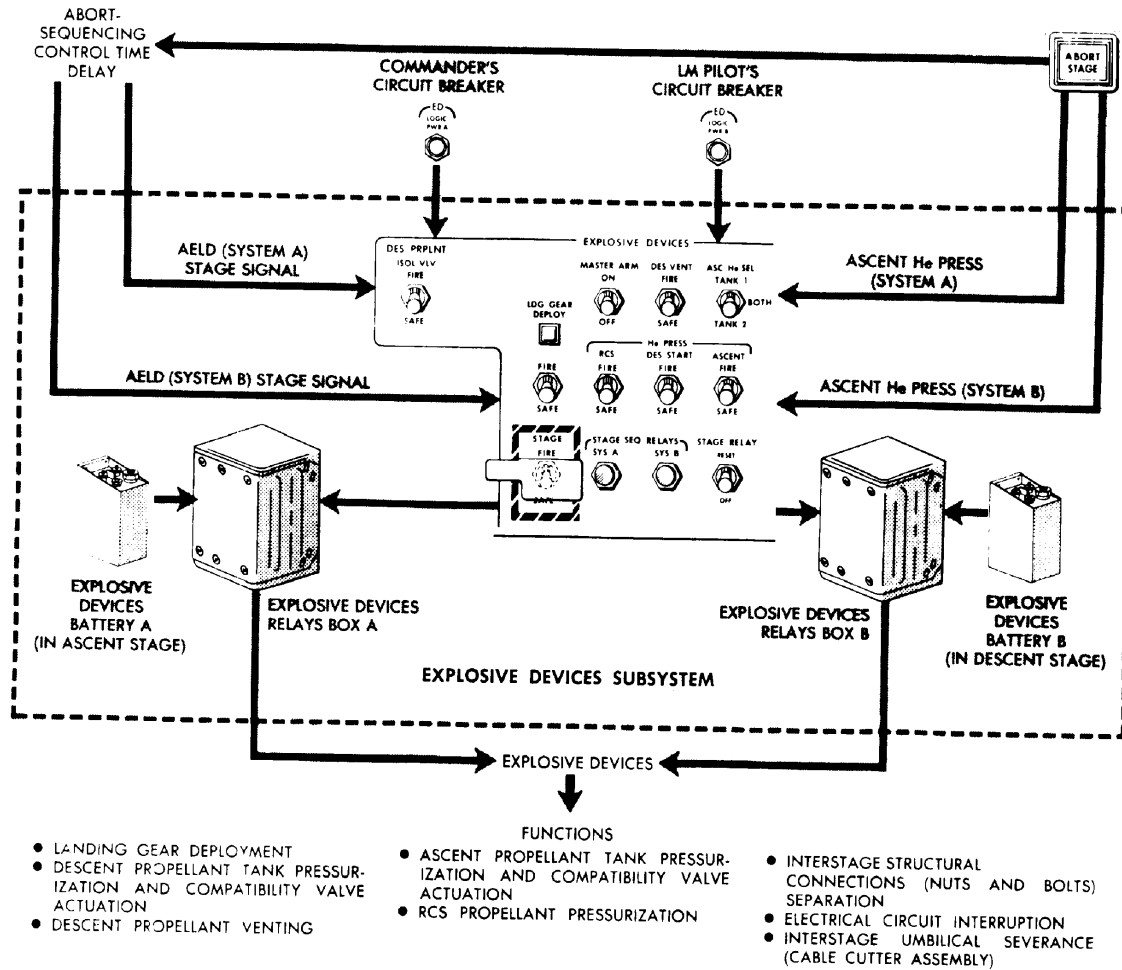 ABORT-
SEQUENCING
CONTROL TIME
DELAY
COMMANDER'S
CIRCUIT BREAKER
LM PILOT'S
CIRCUIT BREAKER
ABORT
STAGE
ED
LOGIC
PWR A
ED
LOGIC
PWR B
AELD (SYSTEM A)
STAGE SIGNAL
EXPLOSIVE DEVICES
DES PRPLNT
ISOL VLV
FIRE
SAFE
MASTER ARM
ON
OFF
DES VENT
FIRE
SAFE
ASC He SEL
TANK 1
BOTH
TANK 2
ASCENT He PRESS
(SYSTEM A)
LDG GEAR
DEPLOY
FIRE
SAFE
He PRESS
RCS
FIRE
SAFE
DES START
FIRE
SAFE
ASCENT
FIRE
SAFE
AELD (SYSTEM B) STAGE SIGNAL
ASCENT He PRESS (SYSTEM B)
STAGE
FIRE
SAFE
STAGE SEQ RELAYS
SYS A
SYS B
STAGE RELAY
RESET
OFF
EXPLOSIVE
DEVICES
BATTERY A
(IN ASCENT STAGE)
EXPLOSIVE DEVICES
RELAYS BOX A
EXPLOSIVE DEVICES
RELAYS BOX B
EXPLOSIVE
DEVICES
BATTERY B
(IN DESCENT STAGE)
EXPLOSIVE DEVICES SUBSYSTEM
EXPLOSIVE DEVICES
FUNCTIONS
● LANDING GEAR DEPLOYMENT
● DESCENT PROPELLANT TANK PRESSUR-
IZATION AND COMPATIBILITY VALVE
ACTUATION
● DESCENT PROPELLANT VENTING
● ASCENT PROPELLANT TANK PRESSUR-
IZATION AND COMPATIBILITY VALVE
ACTUATION
● RCS PROPELLANT PRESSURIZATION
● INTERSTAGE STRUCTURAL
CONNECTIONS (NUTS AND BOLTS)
SEPARATION
● ELECTRICAL CIRCUIT INTERRUPTION
● INTERSTAGE UMBILICAL SEVERANCE
(CABLE CUTTER ASSEMBLY)